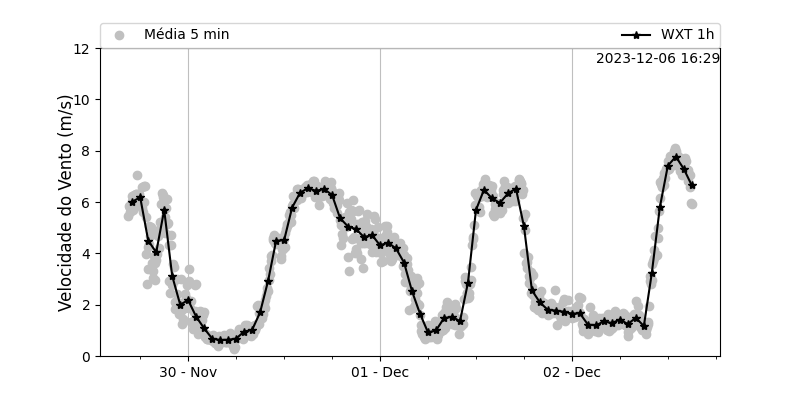 Média 5 min
WXT 1h
2023-12-06 16:29
Velocidade do Vento (m/s)
12
10
8
6
4
2
0
30 - Nov
01 - Dec
02 - Dec